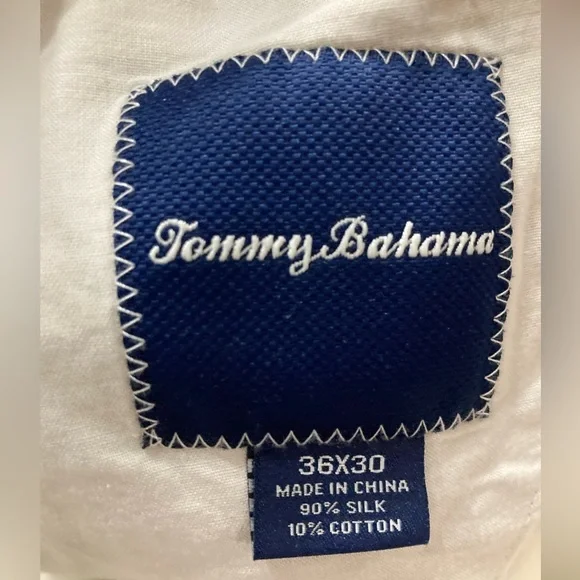 Tommy Bahama
36X30
MADE IN CHINA
90% SILK
10% COTTON